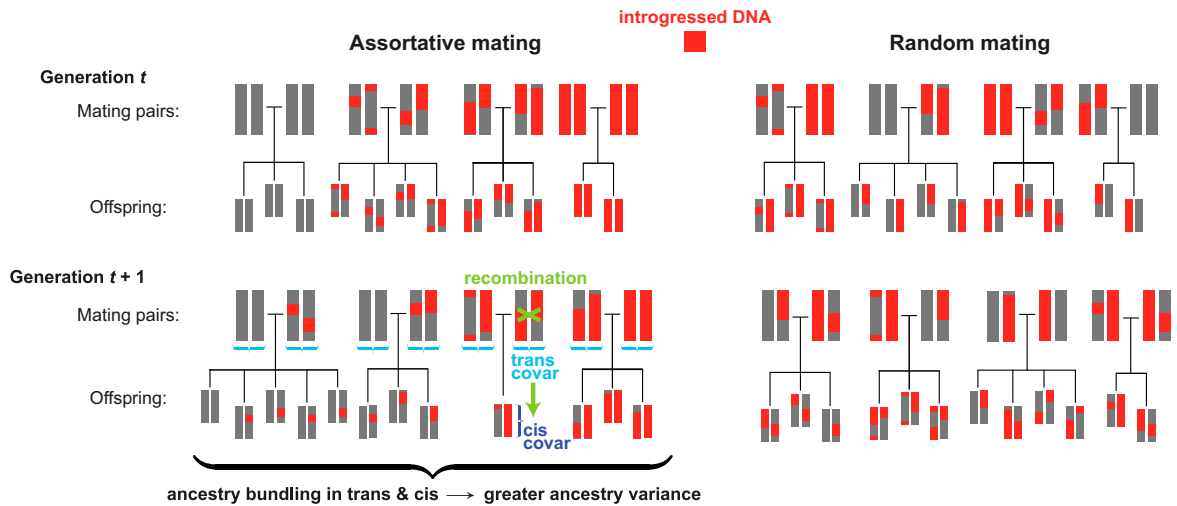 introgressed DNA
Assortative mating
Random mating
Generation t
Mating pairs:
Offspring:
Generation t + 1
recombination
Mating pairs:
trans
covar
Offspring:
cis
covar
ancestry bundling in trans & cis → greater ancestry variance